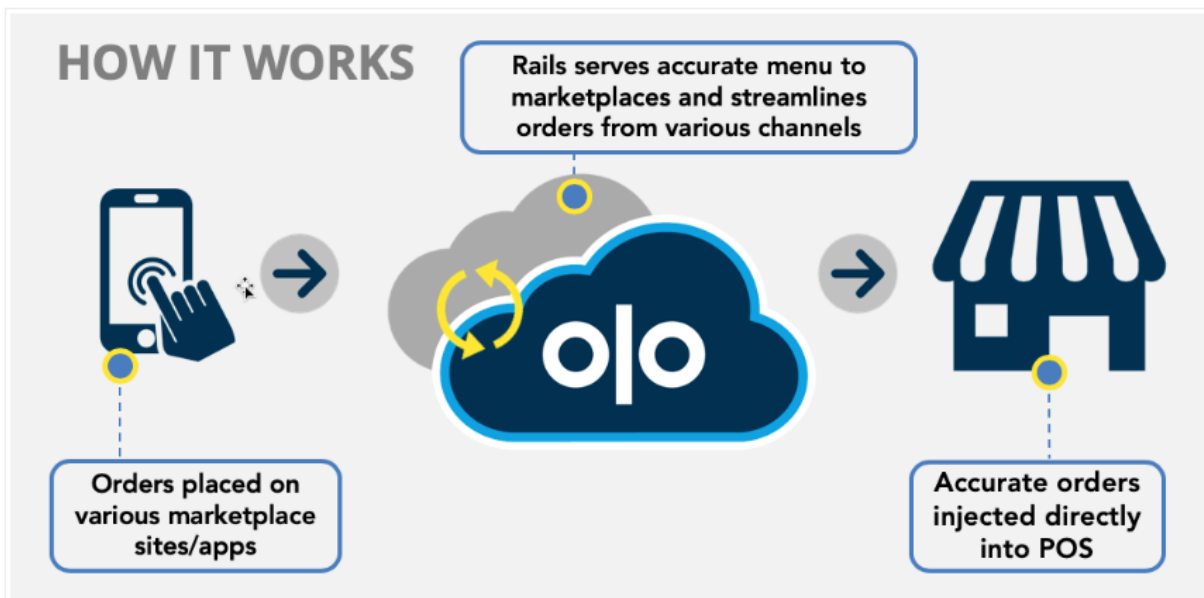 HOW IT WORKS
Rails serves accurate menu to
marketplaces and streamlines
orders from various channels
olo
Orders placed on
various marketplace
sites/apps
Accurate orders
injected directly
into POS